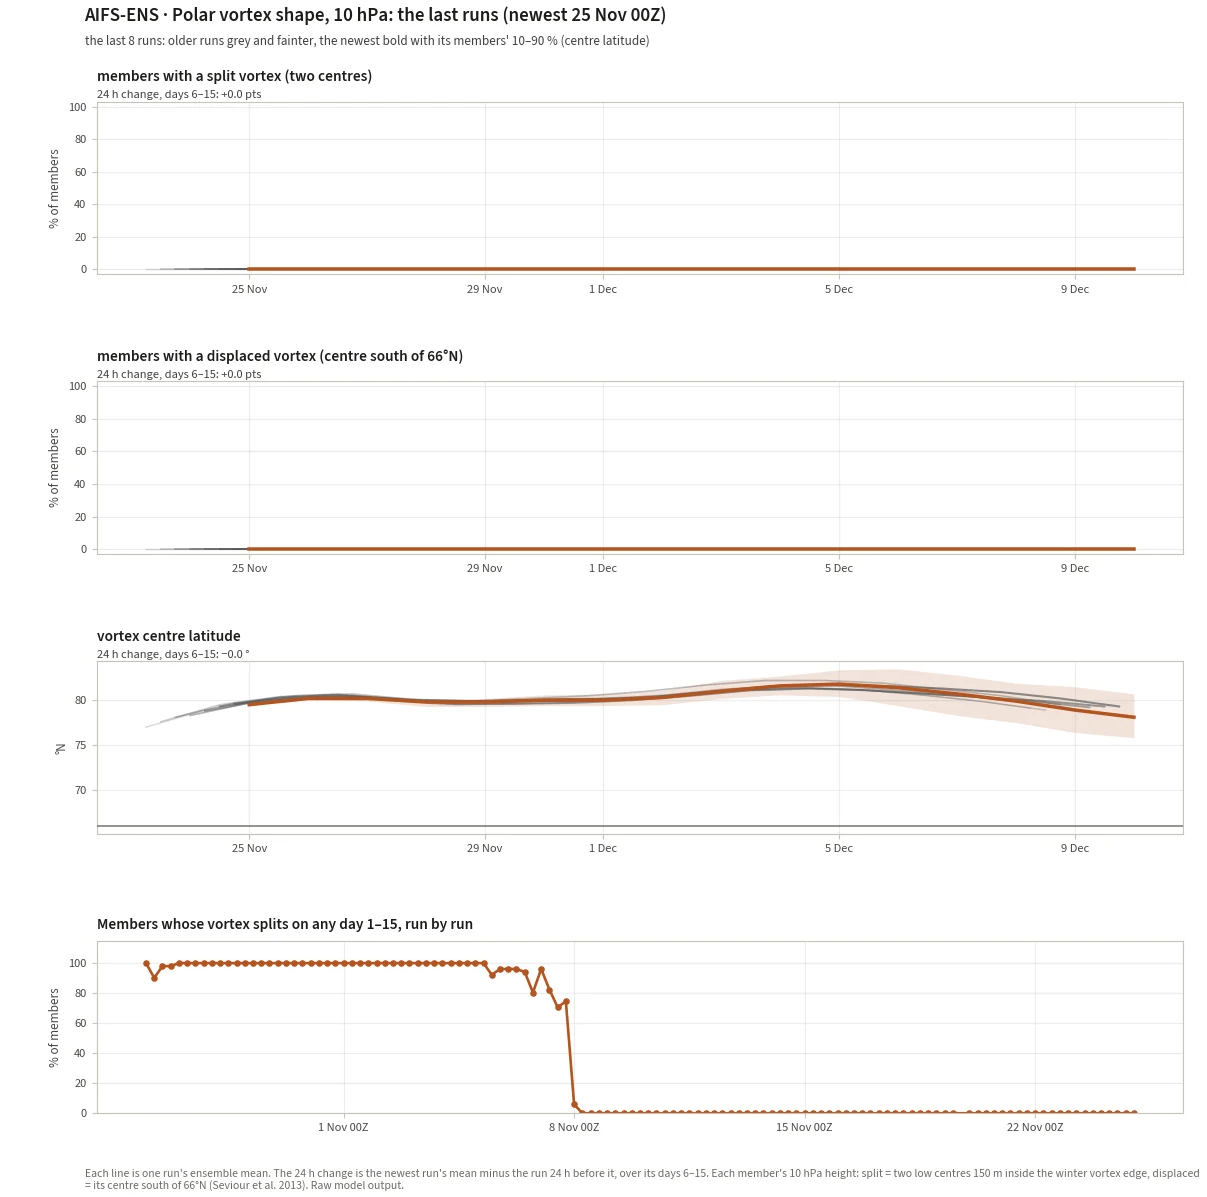 AIFS-ENS · Polar vortex shape, 10 hPa: the last runs (newest 25 Nov 00Z)
the last 8 runs: older runs grey and fainter, the newest bold with its members' 10–90 % (centre latitude)
members with a split vortex (two centres)
24 h change, days 6–15: +0.0 pts
100
80
60
40
20
0
% of members
25 Nov 29 Nov 1 Dec 5 Dec 9 Dec
members with a displaced vortex (centre south of 66°N)
24 h change, days 6–15: +0.0 pts
100
80
60
40
20
0
% of members
25 Nov 29 Nov 1 Dec 5 Dec 9 Dec
vortex centre latitude
24 h change, days 6–15: −0.0 °
80
75
70
°N
25 Nov 29 Nov 1 Dec 5 Dec 9 Dec
Members whose vortex splits on any day 1–15, run by run
100
80
60
40
20
0
% of members
1 Nov 00Z 8 Nov 00Z 15 Nov 00Z 22 Nov 00Z
Each line is one run's ensemble mean. The 24 h change is the newest run's mean minus the run 24 h before it, over its days 6–15. Each member's 10 hPa height: split = two low centres 150 m inside the winter vortex edge, displaced
= its centre south of 66°N (Seviour et al. 2013). Raw model output.